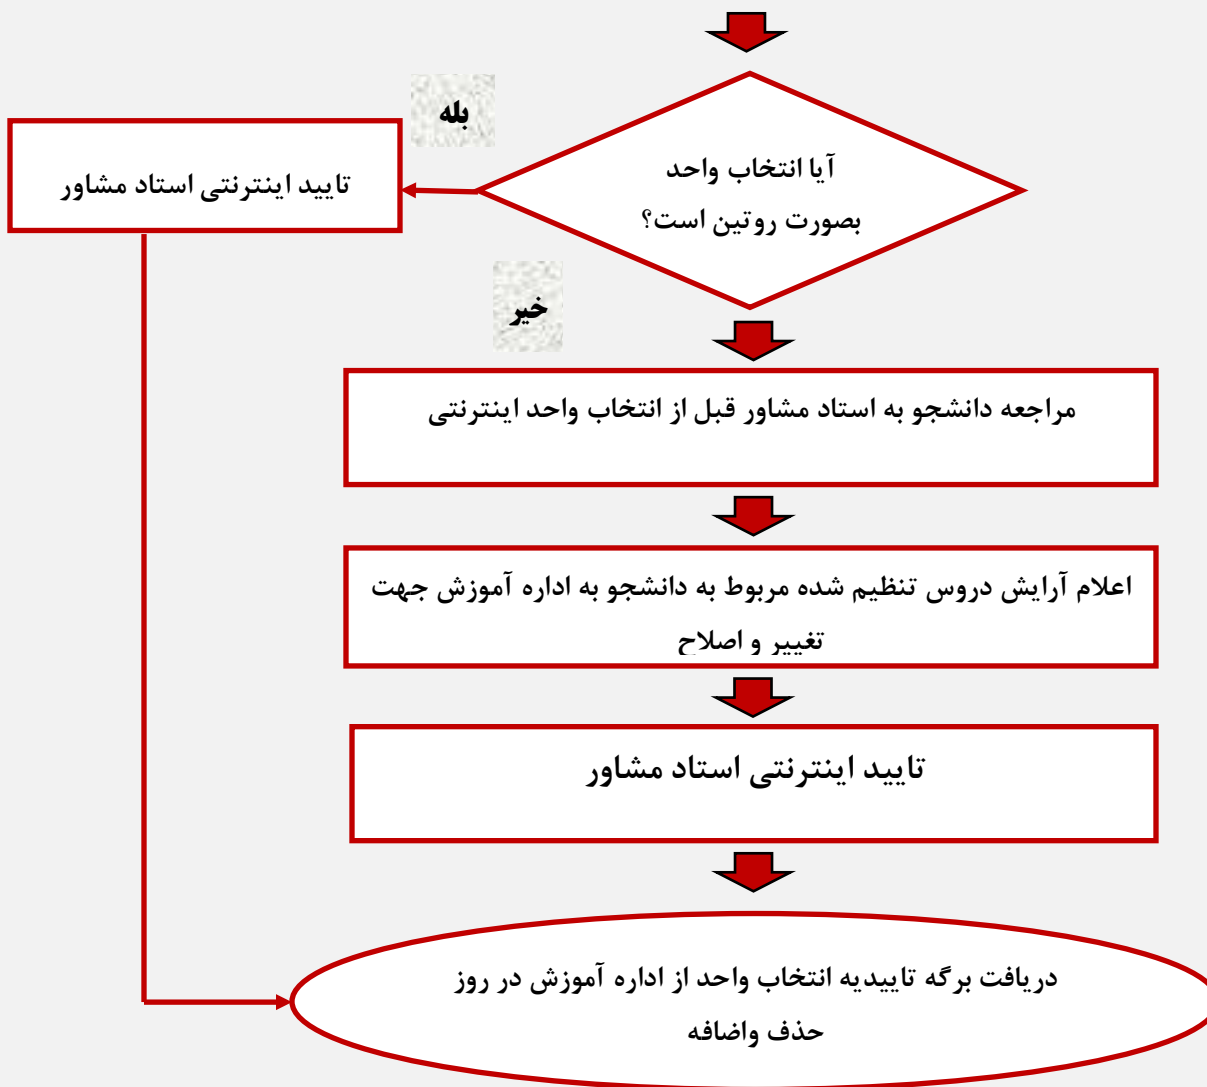 بله
آیا انتخاب واحد
بصورت روتین است؟
تایید اینترنتی استاد مشاور
خیر
مراجعه دانشجو به استاد مشاور قبل از انتخاب واحد اینترنتی
اعلام آرایش دروس تنظیم شده مربوط به دانشجو به اداره آموزش جهت
تغییر و اصلاح
تایید اینترنتی استاد مشاور
دریافت برگه تاییدیه انتخاب واحد از اداره آموزش در روز
حذف واضافه